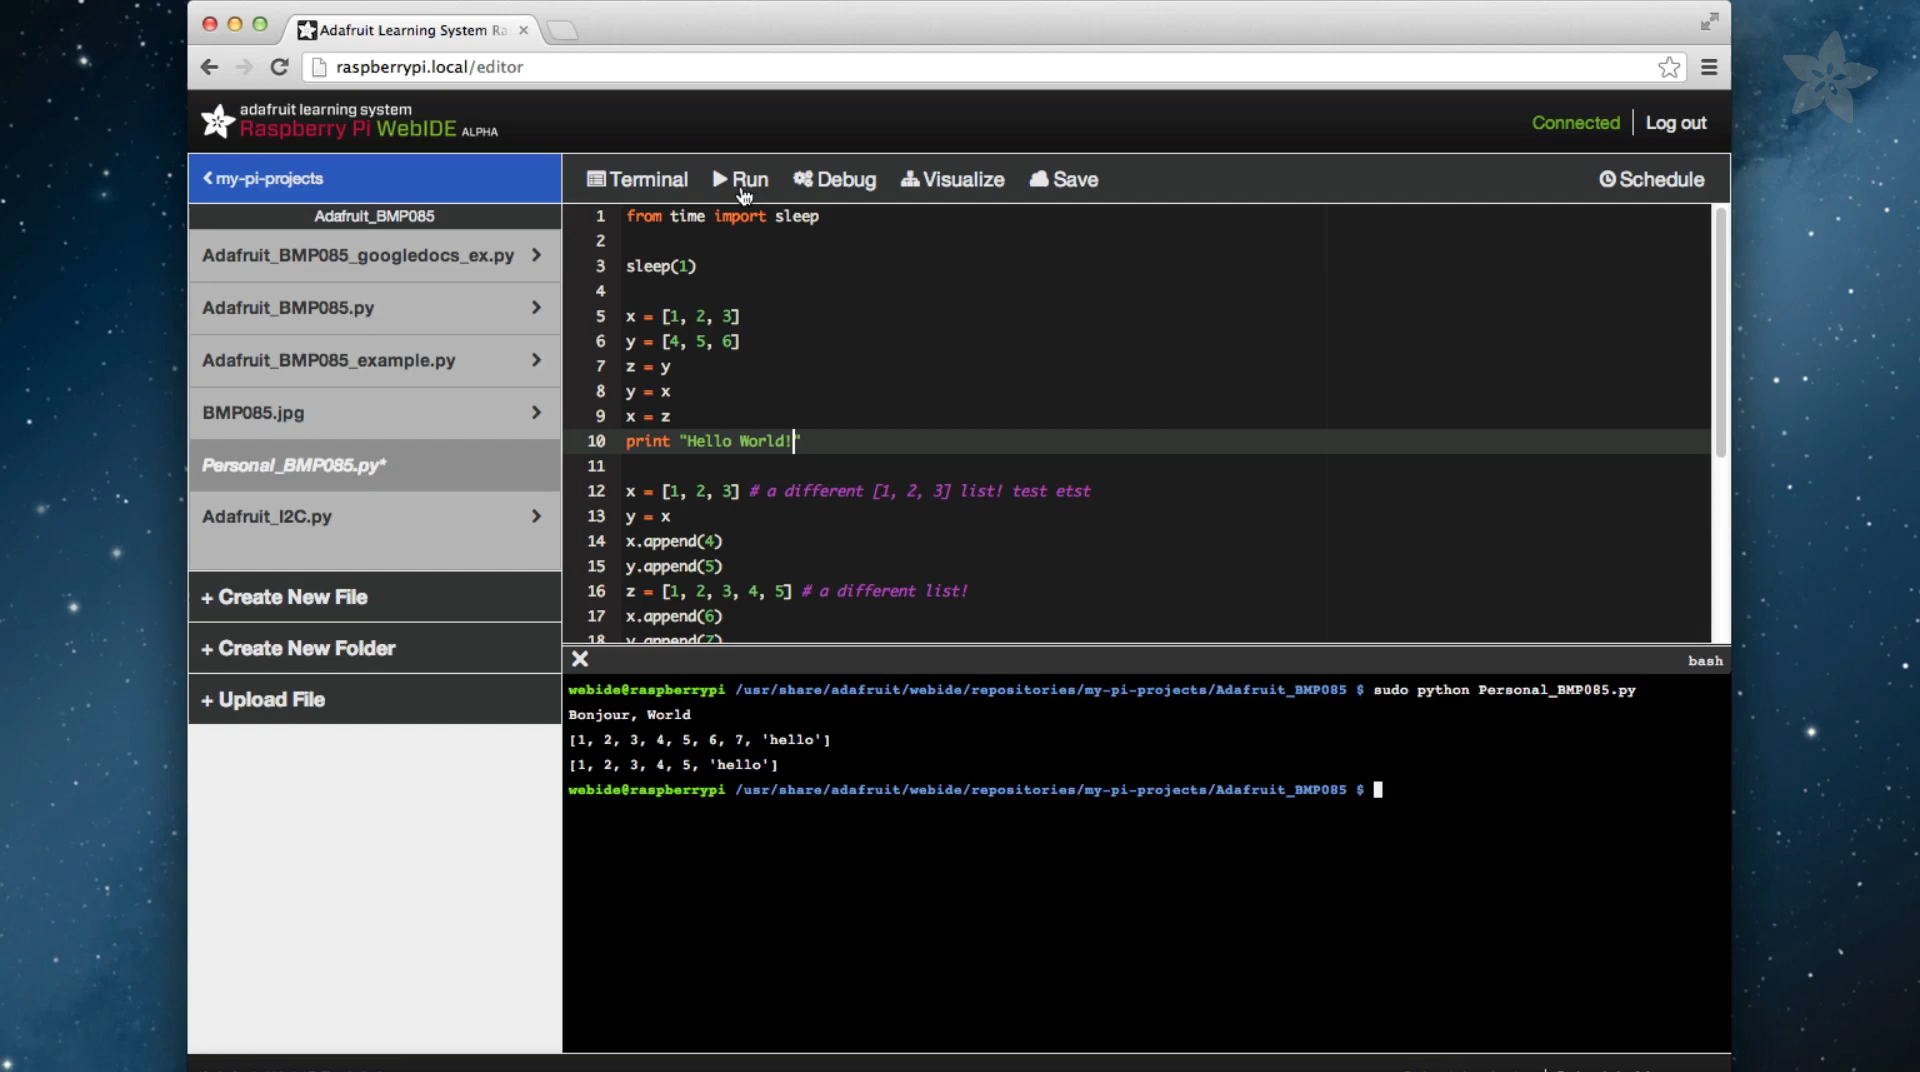 Adafruit Learning System Ra
raspberrypi.local/editor
adafruit learning system
Raspberry Pi WebIDE ALPHA
Connected
Log out
my-pi-projects
Terminal Run Debug Visualize Save Schedule
Adafruit_BMP085
Adafruit_BMP085_googledocs_ex.py
Adafruit_BMP085.py
Adafruit_BMP085_example.py
BMP085.jpg
Personal_BMP085.py*
Adafruit_I2C.py
+ Create New File
+ Create New Folder
+ Upload File
1 from time import sleep
2
3 sleep(1)
4
5 x = [1, 2, 3]
6 y = [4, 5, 6]
7 z = y
8 y = x
9 x = z
10 print "Hello World!"
11
12 x = [1, 2, 3] # a different [1, 2, 3] list! test etst
13 y = x
14 x.append(4)
15 y.append(5)
16 z = [1, 2, 3, 4, 5] # a different list!
17 x.append(6)
18 y.append(7)
bash
webide@raspberrypi /usr/share/adafruit/webide/repositories/my-pi-projects/Adafruit_BMP085 $ sudo python Personal_BMP085.py
Bonjour, World
[1, 2, 3, 4, 5, 6, 7, 'hello']
[1, 2, 3, 4, 5, 'hello']
webide@raspberrypi /usr/share/adafruit/webide/repositories/my-pi-projects/Adafruit_BMP085 $